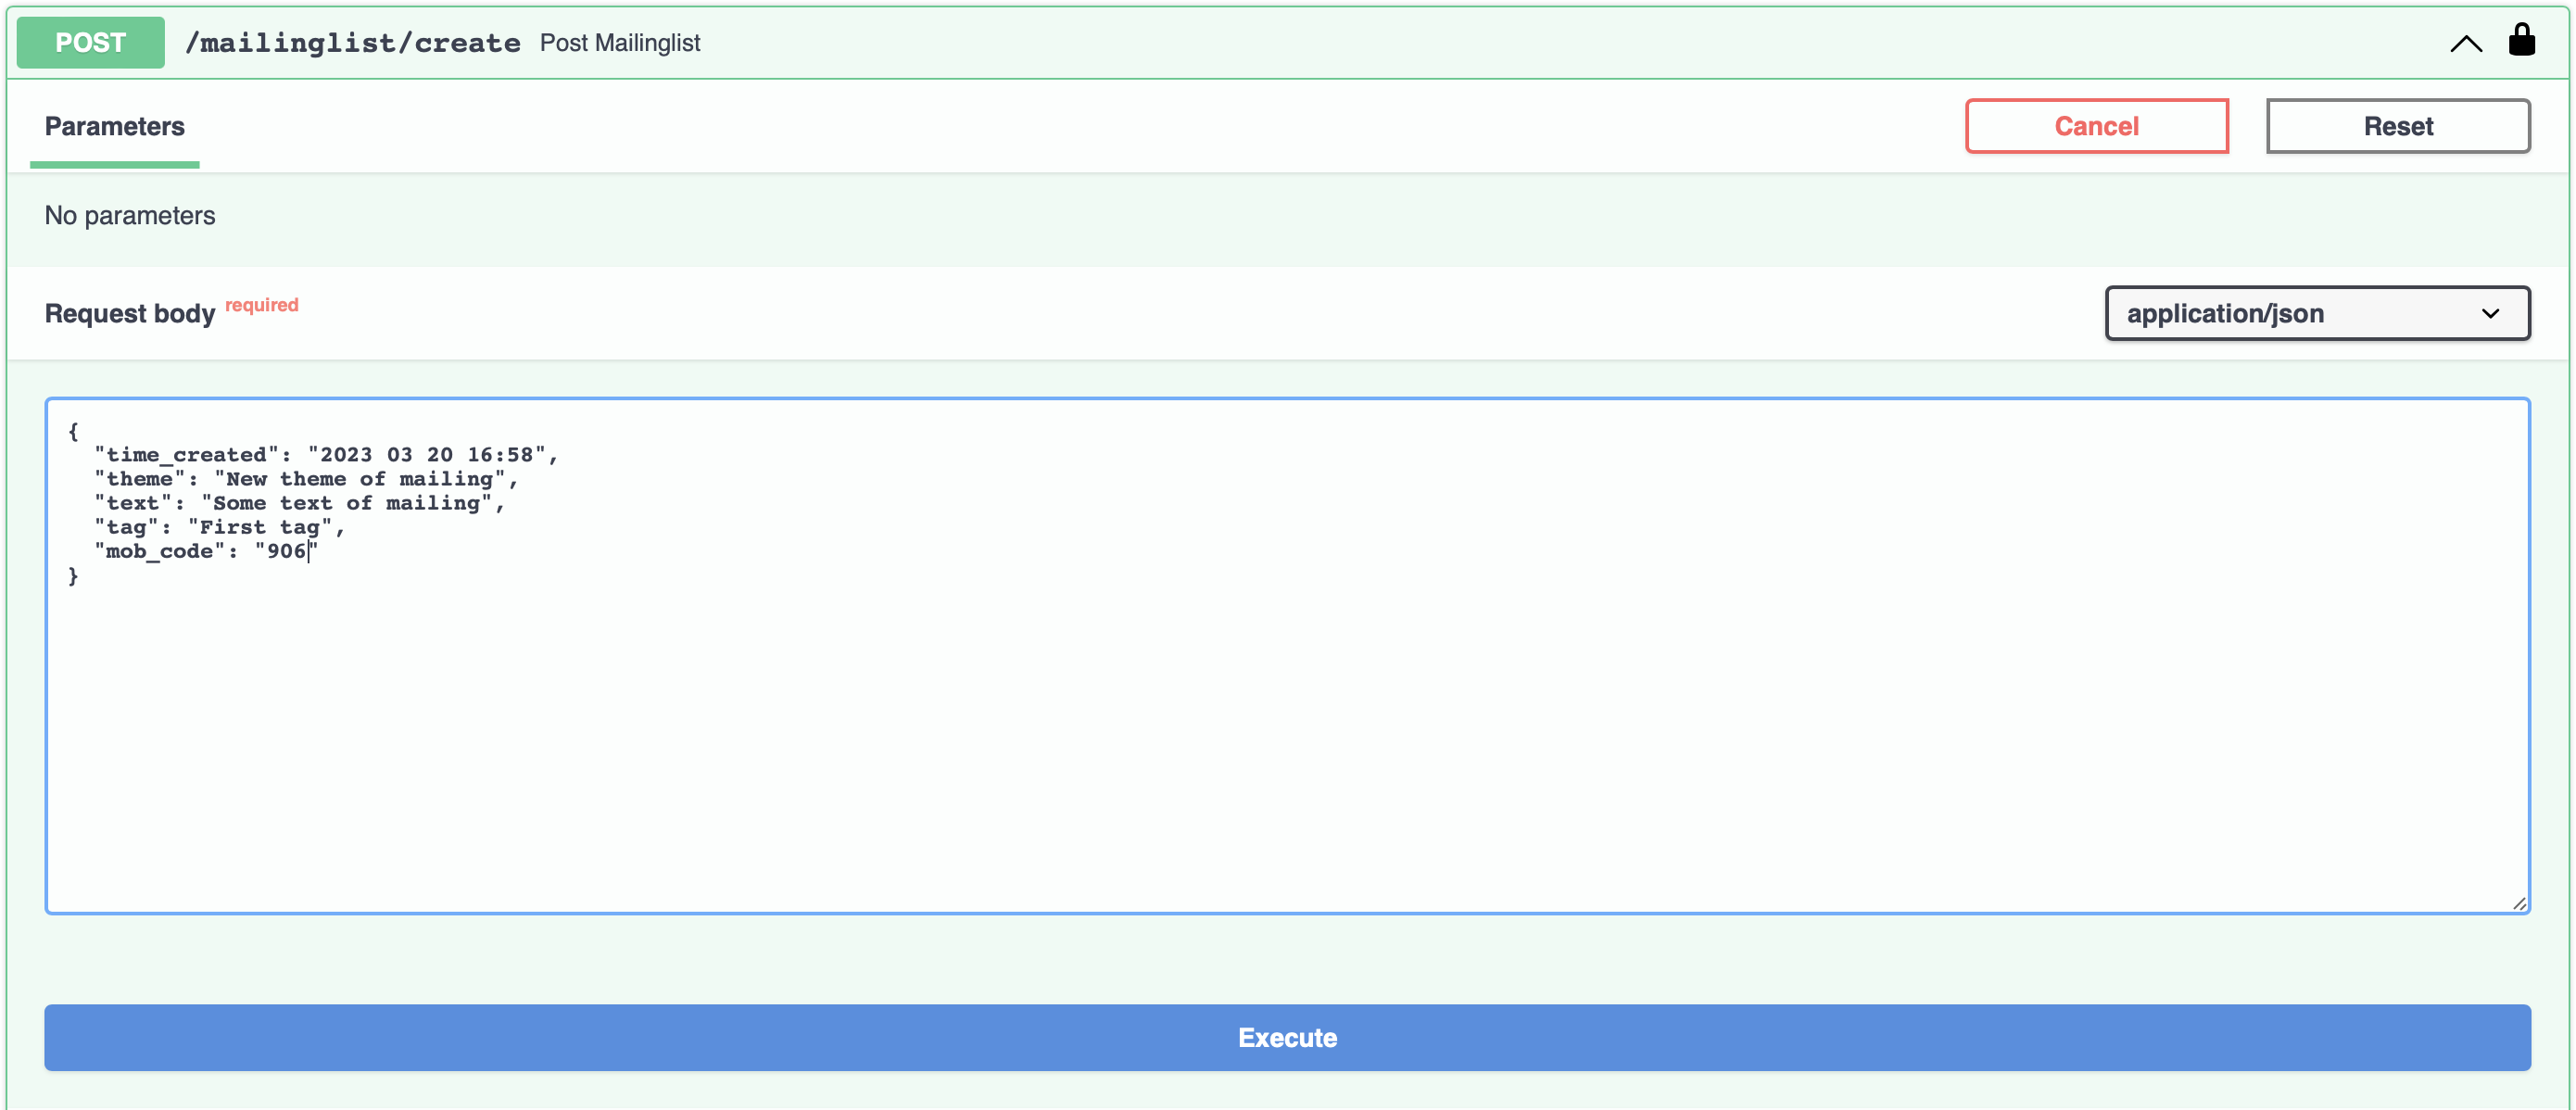 POST /mailinglist/create Post Mailinglist
Parameters Cancel Reset
No parameters
Request body required application/json
{
  "time_created": "2023 03 20 16:58",
  "theme": "New theme of mailing",
  "text": "Some text of mailing",
  "tag": "First tag",
  "mob_code": "906"
}
Execute